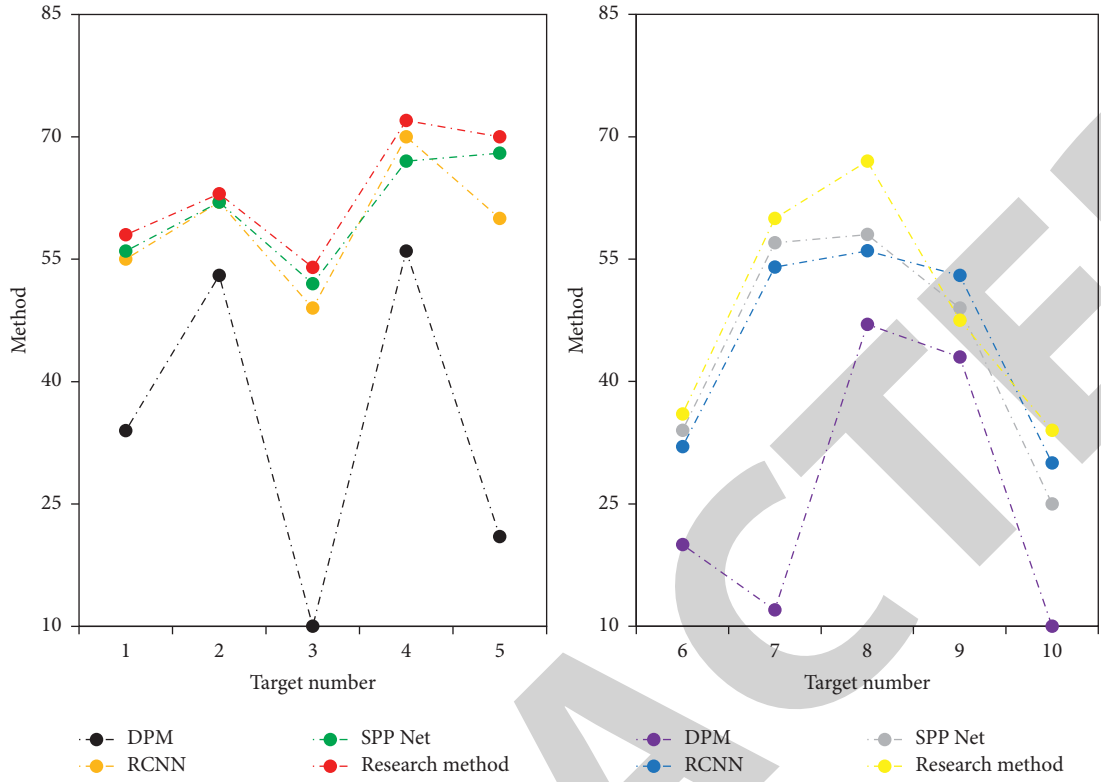 85
70
55
40
25
10
Method
1 2 3 4 5
Target number
DPM
RCNN
SPP Net
Research method
85
70
55
40
25
10
Method
6 7 8 9 10
Target number
DPM
RCNN
SPP Net
Research method